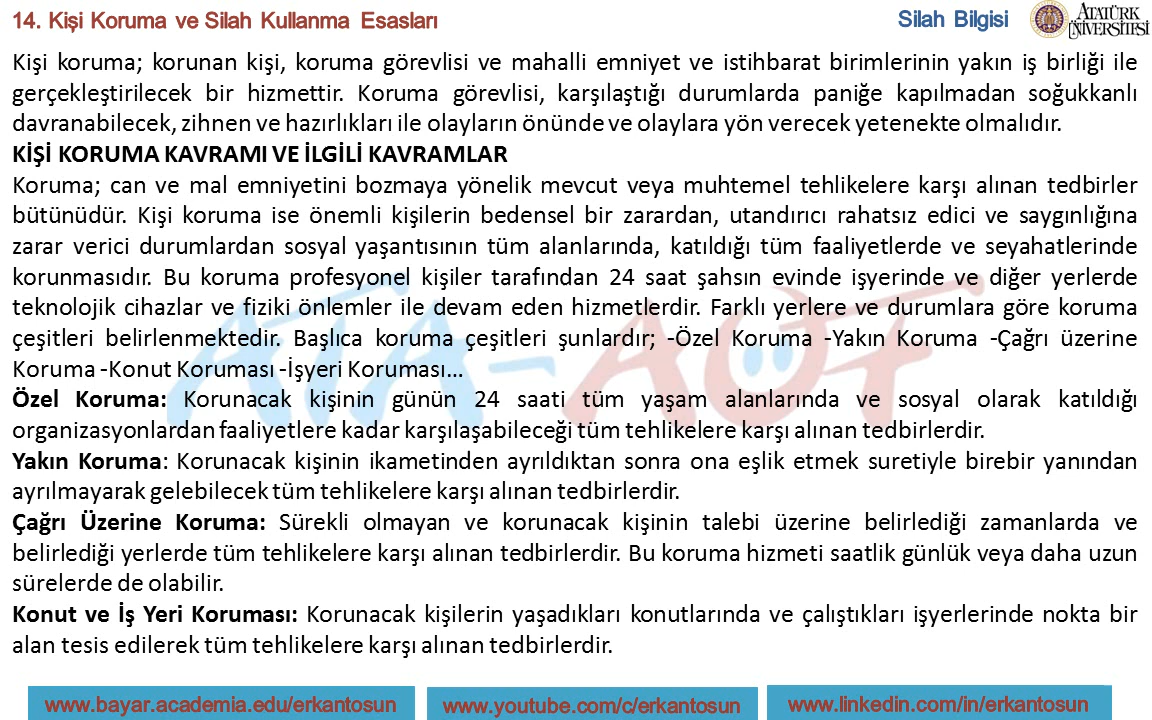 14. Kişi Koruma ve Silah Kullanma Esasları
Silah Bilgisi
ATATÜRK
ÜNİVERSİTESİ
Kişi koruma; korunan kişi, koruma görevlisi ve mahalli emniyet ve istihbarat birimlerinin yakın iş birliği ile
gerçekleştirilecek bir hizmettir. Koruma görevlisi, karşılaştığı durumlarda paniğe kapılmadan soğukkanlı
davranabilecek, zihnen ve hazırlıkları ile olayların önünde ve olaylara yön verecek yetenekte olmalıdır.
KİŞİ KORUMA KAVRAMI VE İLGİLİ KAVRAMLAR
Koruma; can ve mal emniyetini bozmaya yönelik mevcut veya muhtemel tehlikelere karşı alınan tedbirler
bütünüdür. Kişi koruma ise önemli kişilerin bedensel bir zarardan, utandırıcı rahatsız edici ve saygınlığına
zarar verici durumlardan sosyal yaşantısının tüm alanlarında, katıldığı tüm faaliyetlerde ve seyahatlerinde
korunmasıdır. Bu koruma profesyonel kişiler tarafından 24 saat şahsın evinde işyerinde ve diğer yerlerde
teknolojik cihazlar ve fiziki önlemler ile devam eden hizmetlerdir. Farklı yerlere ve durumlara göre koruma
çeşitleri belirlenmektedir. Başlıca koruma çeşitleri şunlardır; -Özel Koruma -Yakın Koruma -Çağrı üzerine
Koruma -Konut Koruması -İşyeri Koruması...
Özel Koruma: Korunacak kişinin günün 24 saati tüm yaşam alanlarında ve sosyal olarak katıldığı
organizasyonlardan faaliyetlere kadar karşılaşabileceği tüm tehlikelere karşı alınan tedbirlerdir.
Yakın Koruma: Korunacak kişinin ikametinden ayrıldıktan sonra ona eşlik etmek suretiyle birebir yanından
ayrılmayarak gelebilecek tüm tehlikelere karşı alınan tedbirlerdir.
Çağrı Üzerine Koruma: Sürekli olmayan ve korunacak kişinin talebi üzerine belirlediği zamanlarda ve
belirlediği yerlerde tüm tehlikelere karşı alınan tedbirlerdir. Bu koruma hizmeti saatlik günlük veya daha uzun
sürelerde de olabilir.
Konut ve İş Yeri Koruması: Korunacak kişilerin yaşadıkları konutlarında ve çalıştıkları işyerlerinde nokta bir
alan tesis edilerek tüm tehlikelere karşı alınan tedbirlerdir.
ATA-AÖF
www.bayar.academia.edu/erkantosun
www.youtube.com/c/erkantosun
www.linkedin.com/in/erkantosun